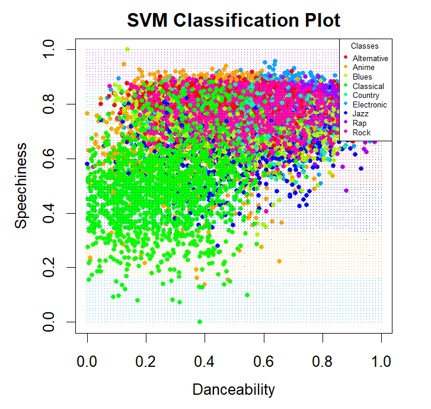 SVM Classification Plot
Classes
Alternative
Anime
Blues
Classical
Country
Electronic
Jazz
Rap
Rock
Speechiness
1.0
0.8
0.6
0.4
0.2
0.0
0.0 0.2 0.4 0.6 0.8 1.0
Danceability